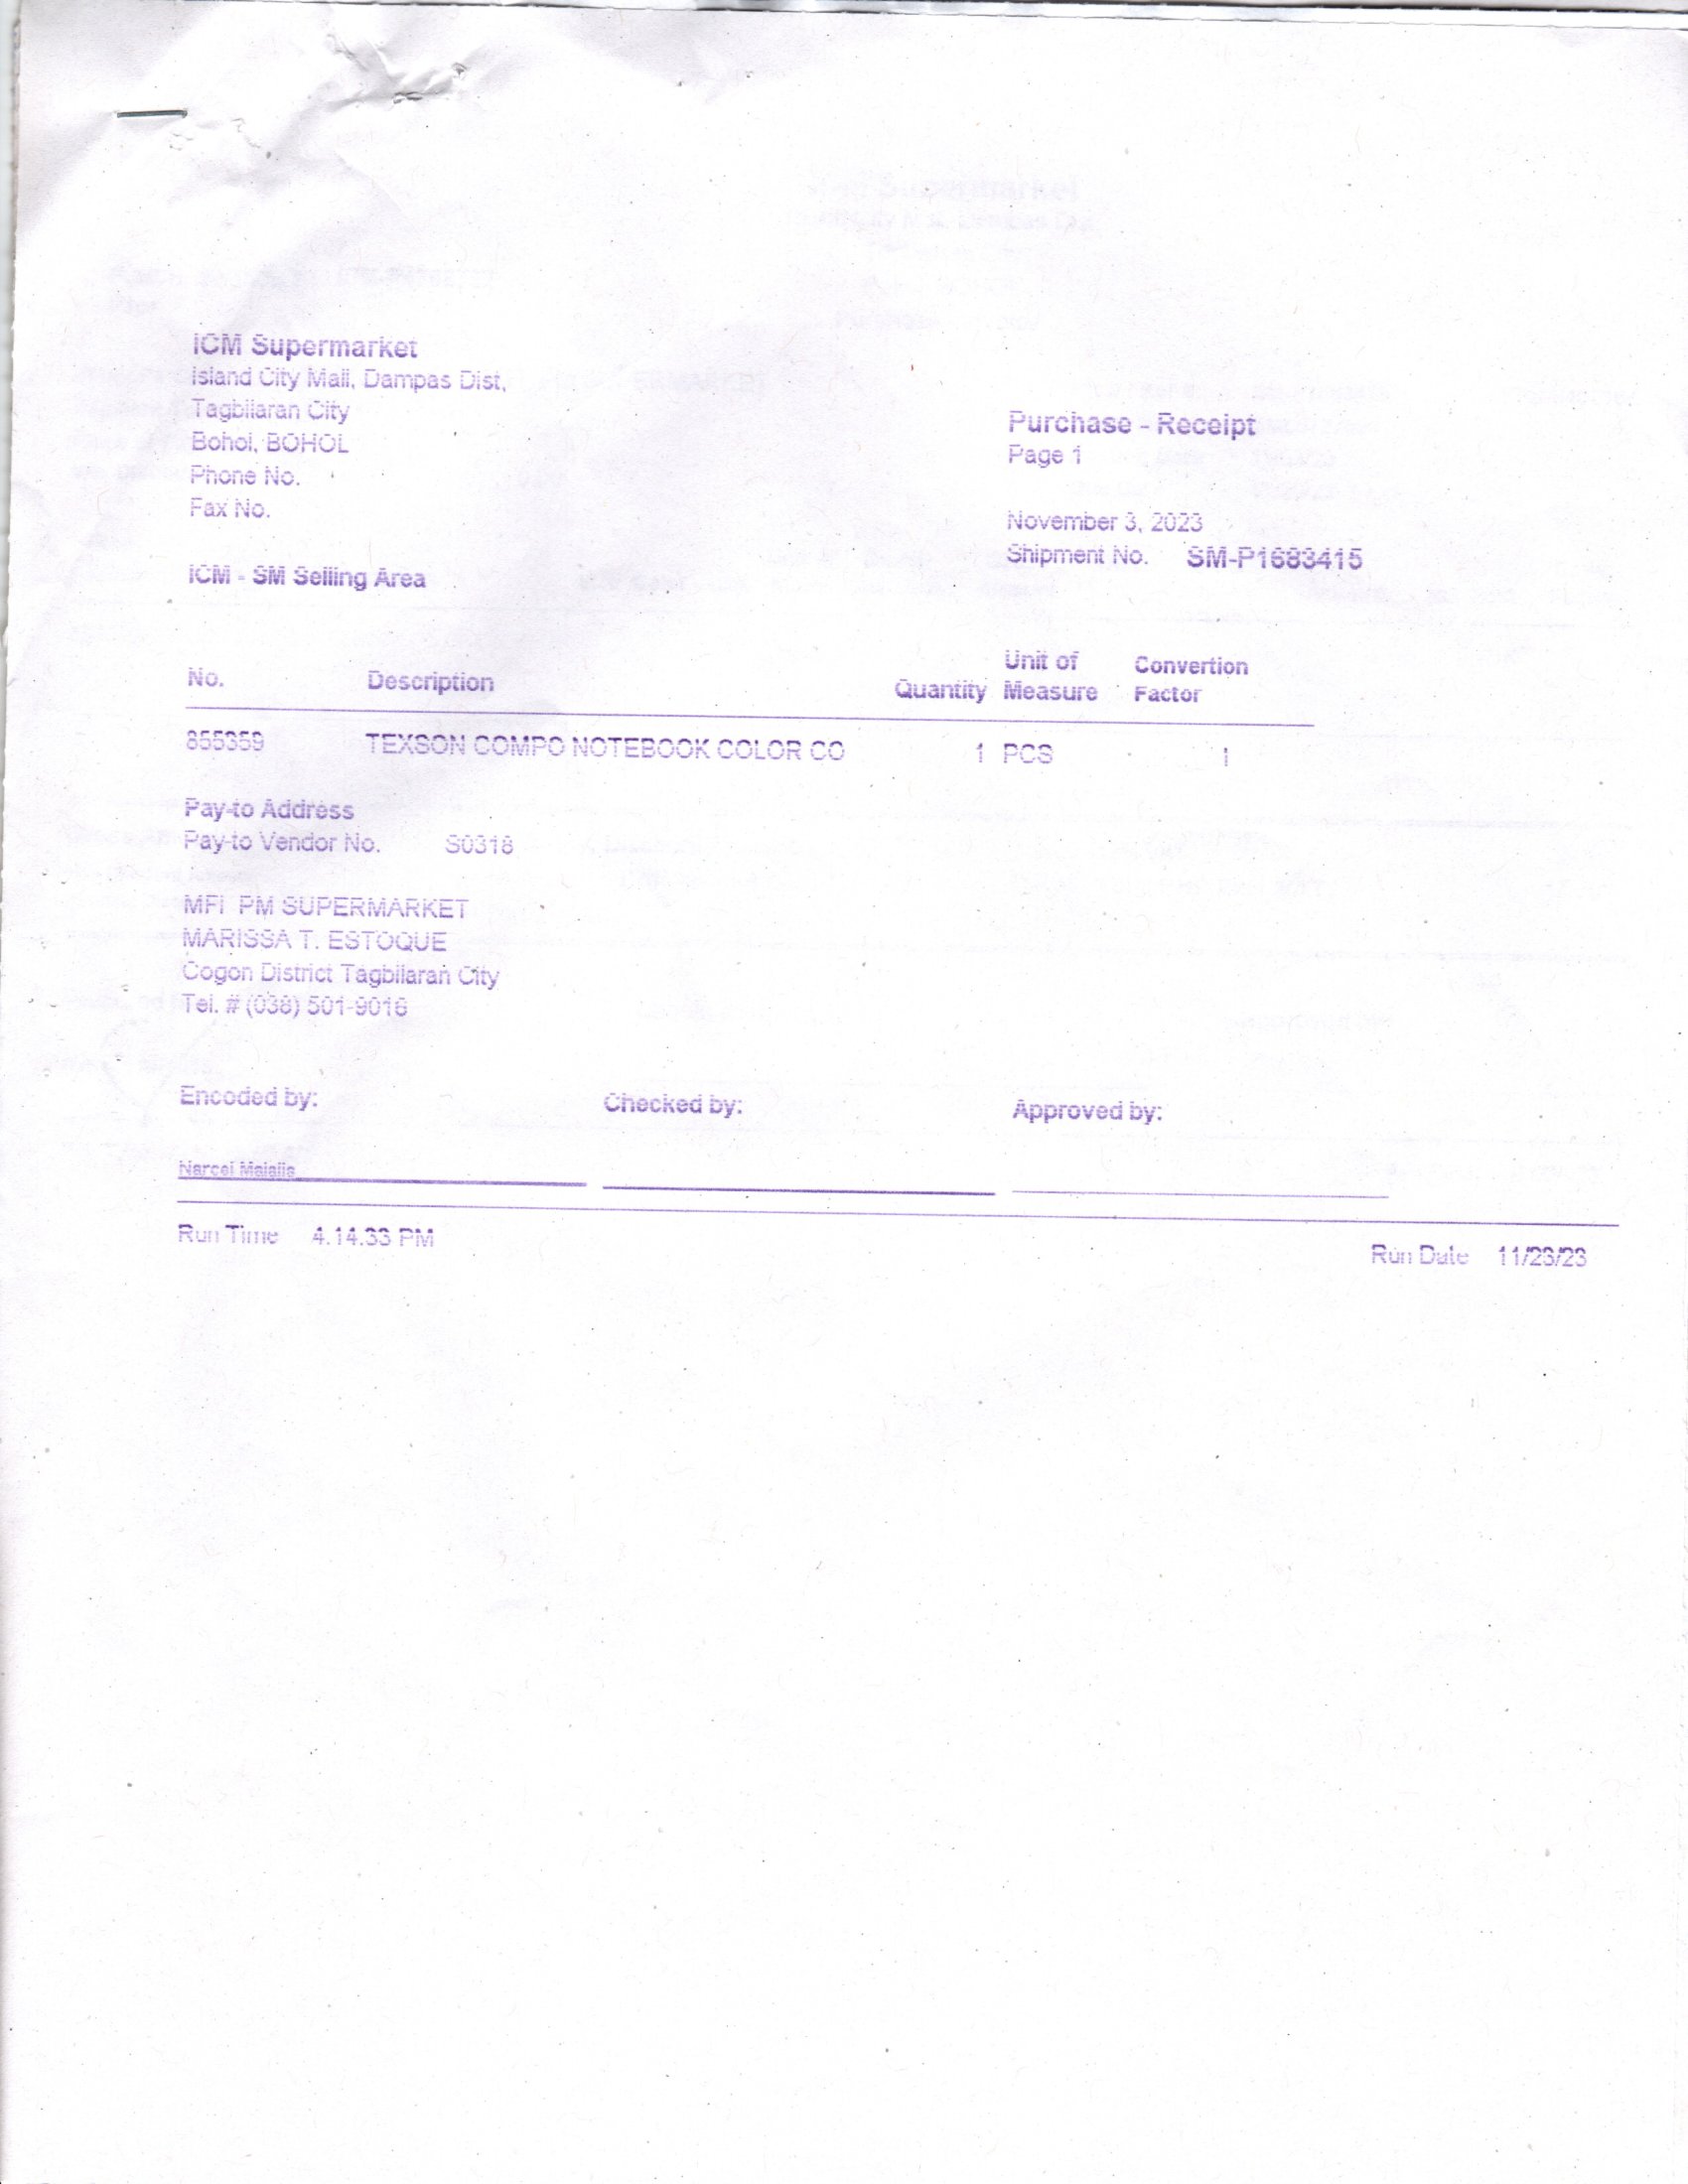 ICM Supermarket
Island City Mall, Dampas Dist,
Tagbilaran City
Bohol, BOHOL
Phone No.
Fax No.
ICM - SM Selling Area
Purchase - Receipt
Page 1
November 3, 2023
Shipment No. SM-P1683415
No. Description Quantity Unit of Measure Convertion Factor
855359 TEXSON COMPO NOTEBOOK COLOR CO 1 PCS 1
Pay-to Address
Pay-to Vendor No. S0318
MFI PM SUPERMARKET
MARISSA T. ESTOQUE
Cogon District Tagbilaran City
Tel. # (038) 501-9016
Encoded by: Checked by: Approved by:
Run Time 4.14.33 PM
Run Date 11/23/23